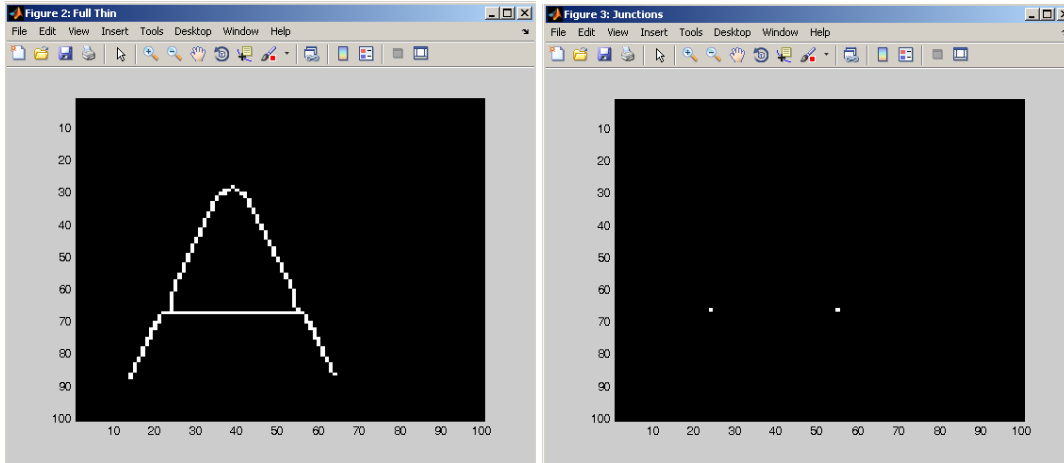 Figure 2: Full Thin
File Edit View Insert Tools Desktop Window Help
10
20
30
40
50
60
70
80
90
100
10 20 30 40 50 60 70 80 90 100
A
Figure 3: Junctions
File Edit View Insert Tools Desktop Window Help
10
20
30
40
50
60
70
80
90
100
10 20 30 40 50 60 70 80 90 100